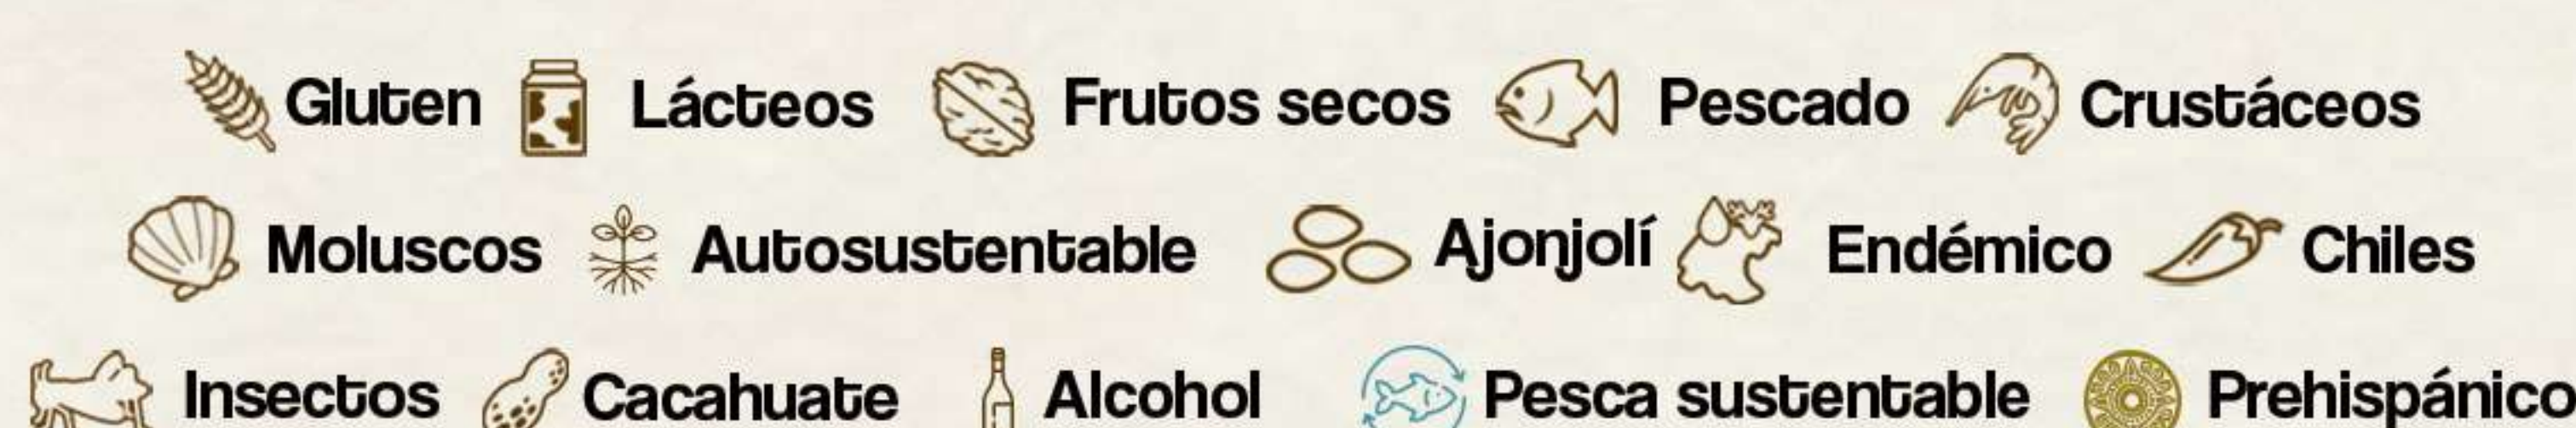 Gluten Lácteos Frutos secos Pescado Crustáceos
Moluscos Autosustentable Ajonjolí Endémico Chiles
Insectos Cacahuate Alcohol Pesca sustentable Prehispánico